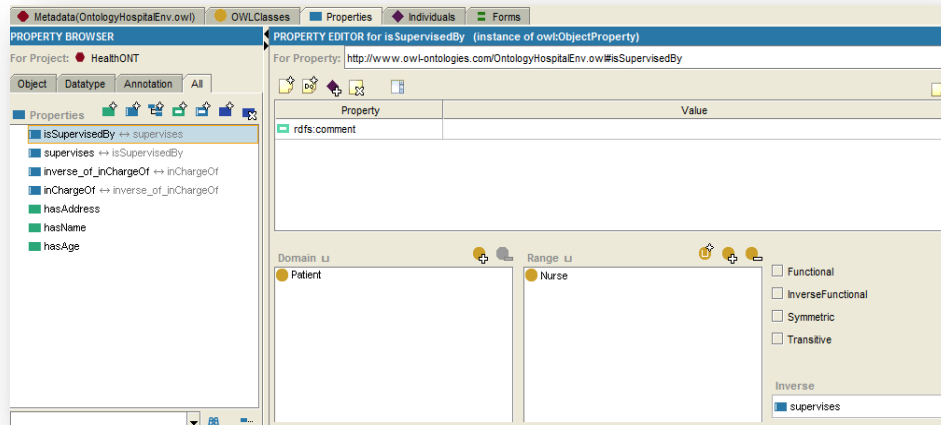 Metadata(OntologyHospitalEnv.owl) OWLClasses Properties Individuals Forms
PROPERTY BROWSER
For Project: HealthONT
Object Datatype Annotation All
Properties
isSupervisedBy ↔ supervises
supervises ↔ isSupervisedBy
inverse_of_inChargeOf ↔ inChargeOf
inChargeOf ↔ inverse_of_inChargeOf
hasAddress
hasName
hasAge
PROPERTY EDITOR for isSupervisedBy (instance of owl:ObjectProperty)
For Property: http://www.owl-ontologies.com/OntologyHospitalEnv.owl#isSupervisedBy
Property Value
rdfs:comment
Domain ⊔
Patient
Range ⊔
Nurse
Functional
InverseFunctional
Symmetric
Transitive
Inverse
supervises